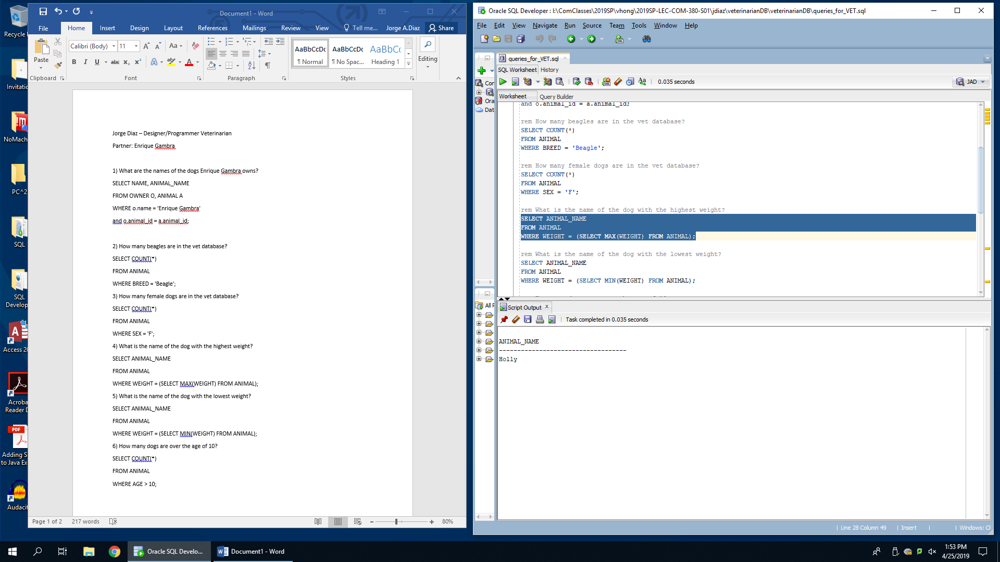 Recycle
Invitatio
NoMach
PC^2
SQL
SQL
Develop
Access 20
Acroba
Reader D
PDF
Adding S
to Java Ex
Audacit
Document1 - Word
File
Home
Insert
Design
Layout
References
Mailings
Review
View
Tell me...
Jorge A.Diaz
Share
Paste
Calibri (Body)
11
Aa
B I U abc x₂ x²
AaBbCcDc AaBbCcDc AaBbCc
¶ Normal ¶ No Spac... Heading 1
Editing
Clipboard Font Paragraph Styles
Jorge Diaz – Designer/Programmer Veterinarian
Partner: Enrique Gambra
1) What are the names of the dogs Enrique Gambra owns?
SELECT NAME, ANIMAL_NAME
FROM OWNER O, ANIMAL A
WHERE o.name = 'Enrique Gambra'
and o.animal_id = a.animal_id;
2) How many beagles are in the vet database?
SELECT COUNT(*)
FROM ANIMAL
WHERE BREED = 'Beagle';
3) How many female dogs are in the vet database?
SELECT COUNT(*)
FROM ANIMAL
WHERE SEX = 'F';
4) What is the name of the dog with the highest weight?
SELECT ANIMAL_NAME
FROM ANIMAL
WHERE WEIGHT = (SELECT MAX(WEIGHT) FROM ANIMAL);
5) What is the name of the dog with the lowest weight?
SELECT ANIMAL_NAME
FROM ANIMAL
WHERE WEIGHT = (SELECT MIN(WEIGHT) FROM ANIMAL);
6) How many dogs are over the age of 10?
SELECT COUNT(*)
FROM ANIMAL
WHERE AGE > 10;
Page 1 of 2 217 words
80%
Oracle SQL Developer : I:\ComClasses\2019SP\vhong\2019SP-LEC-COM-380-S01\jdiaz\veterinarianDB\veterinarianDB\queries_for_VET.sql
File Edit View Navigate Run Source Team Tools Window Help
queries_for_VET.sql
SQL Worksheet History
0.035 seconds
JAD
Worksheet Query Builder
Con
Ora
Dat
All R
and o.animal_id = a.animal_id;
rem How many beagles are in the vet database?
SELECT COUNT(*)
FROM ANIMAL
WHERE BREED = 'Beagle';
rem How many female dogs are in the vet database?
SELECT COUNT(*)
FROM ANIMAL
WHERE SEX = 'F';
rem What is the name of the dog with the highest weight?
SELECT ANIMAL_NAME
FROM ANIMAL
WHERE WEIGHT = (SELECT MAX(WEIGHT) FROM ANIMAL);
rem What is the name of the dog with the lowest weight?
SELECT ANIMAL_NAME
FROM ANIMAL
WHERE WEIGHT = (SELECT MIN(WEIGHT) FROM ANIMAL);
Script Output
Task completed in 0.035 seconds
ANIMAL_NAME
-----------------------------------
Holly
Line 28 Column 49
Insert
Windows: CF
Oracle SQL Develo...
Document1 - Word
1:53 PM
4/25/2019